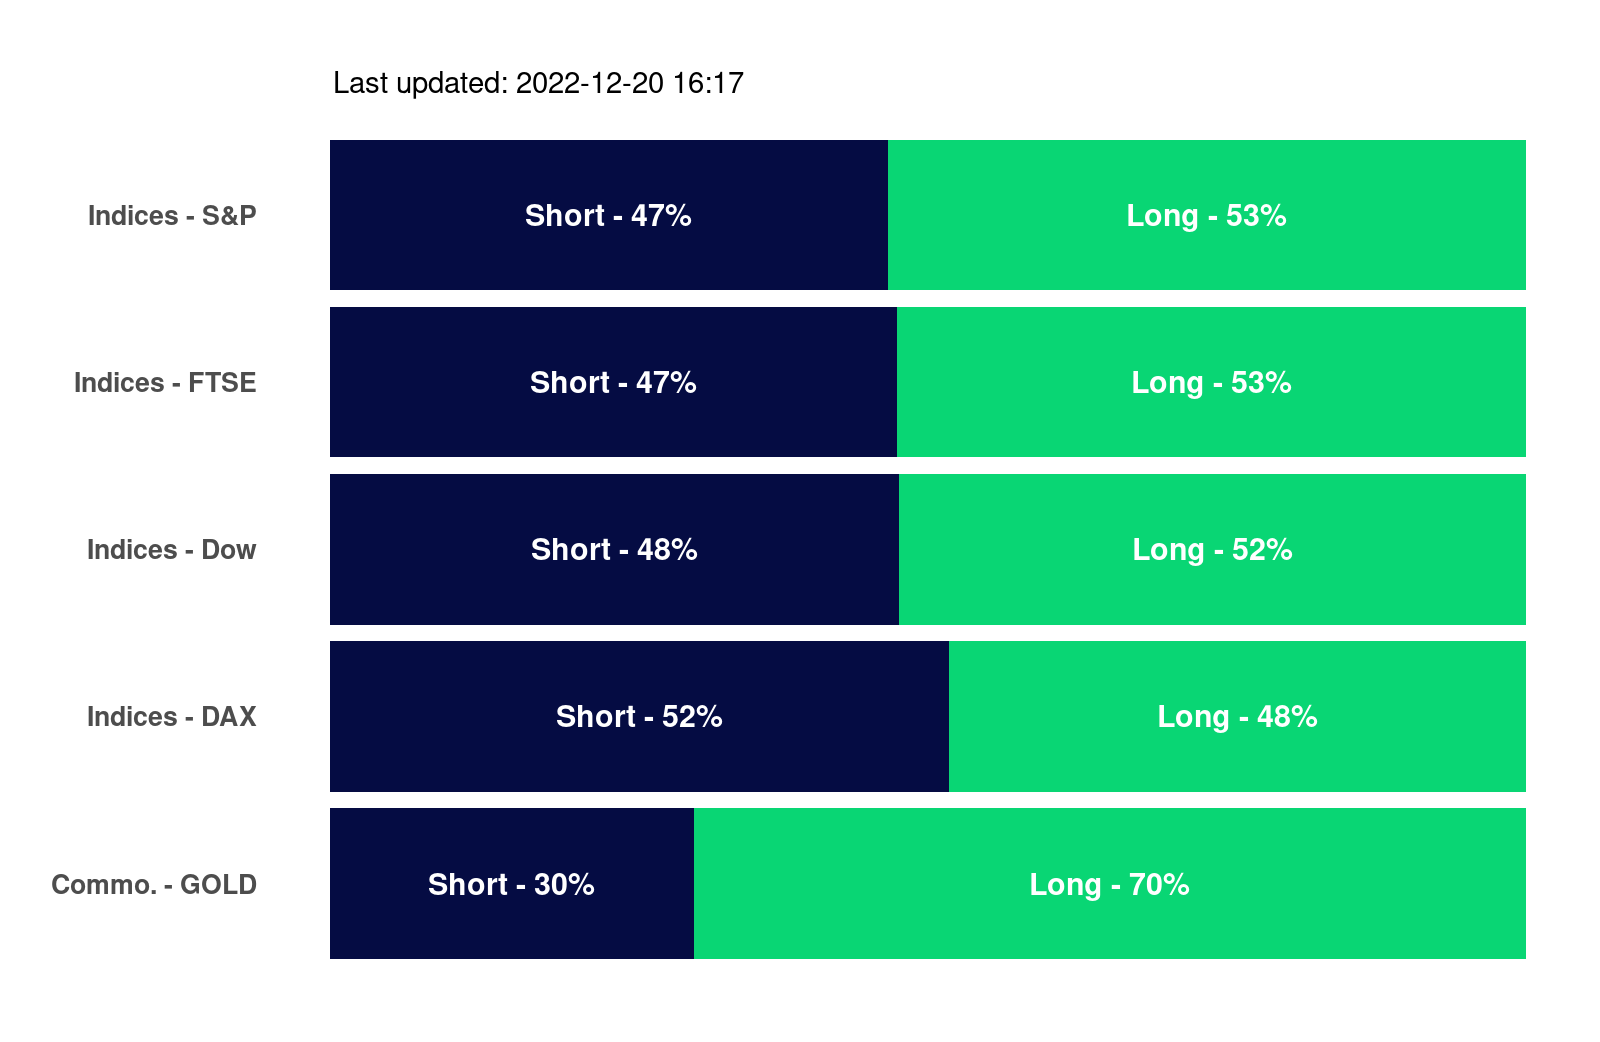 Last updated: 2022-12-20 16:17
Indices - S&P Short - 47% Long - 53%
Indices - FTSE Short - 47% Long - 53%
Indices - Dow Short - 48% Long - 52%
Indices - DAX Short - 52% Long - 48%
Commo. - GOLD Short - 30% Long - 70%